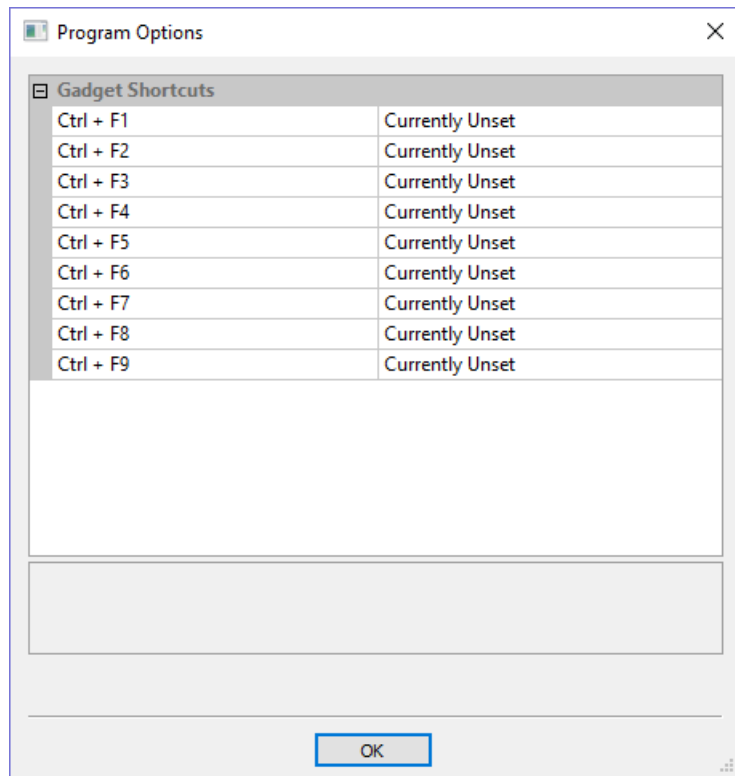 Program Options
Gadget Shortcuts
Ctrl + F1 Currently Unset
Ctrl + F2 Currently Unset
Ctrl + F3 Currently Unset
Ctrl + F4 Currently Unset
Ctrl + F5 Currently Unset
Ctrl + F6 Currently Unset
Ctrl + F7 Currently Unset
Ctrl + F8 Currently Unset
Ctrl + F9 Currently Unset
OK